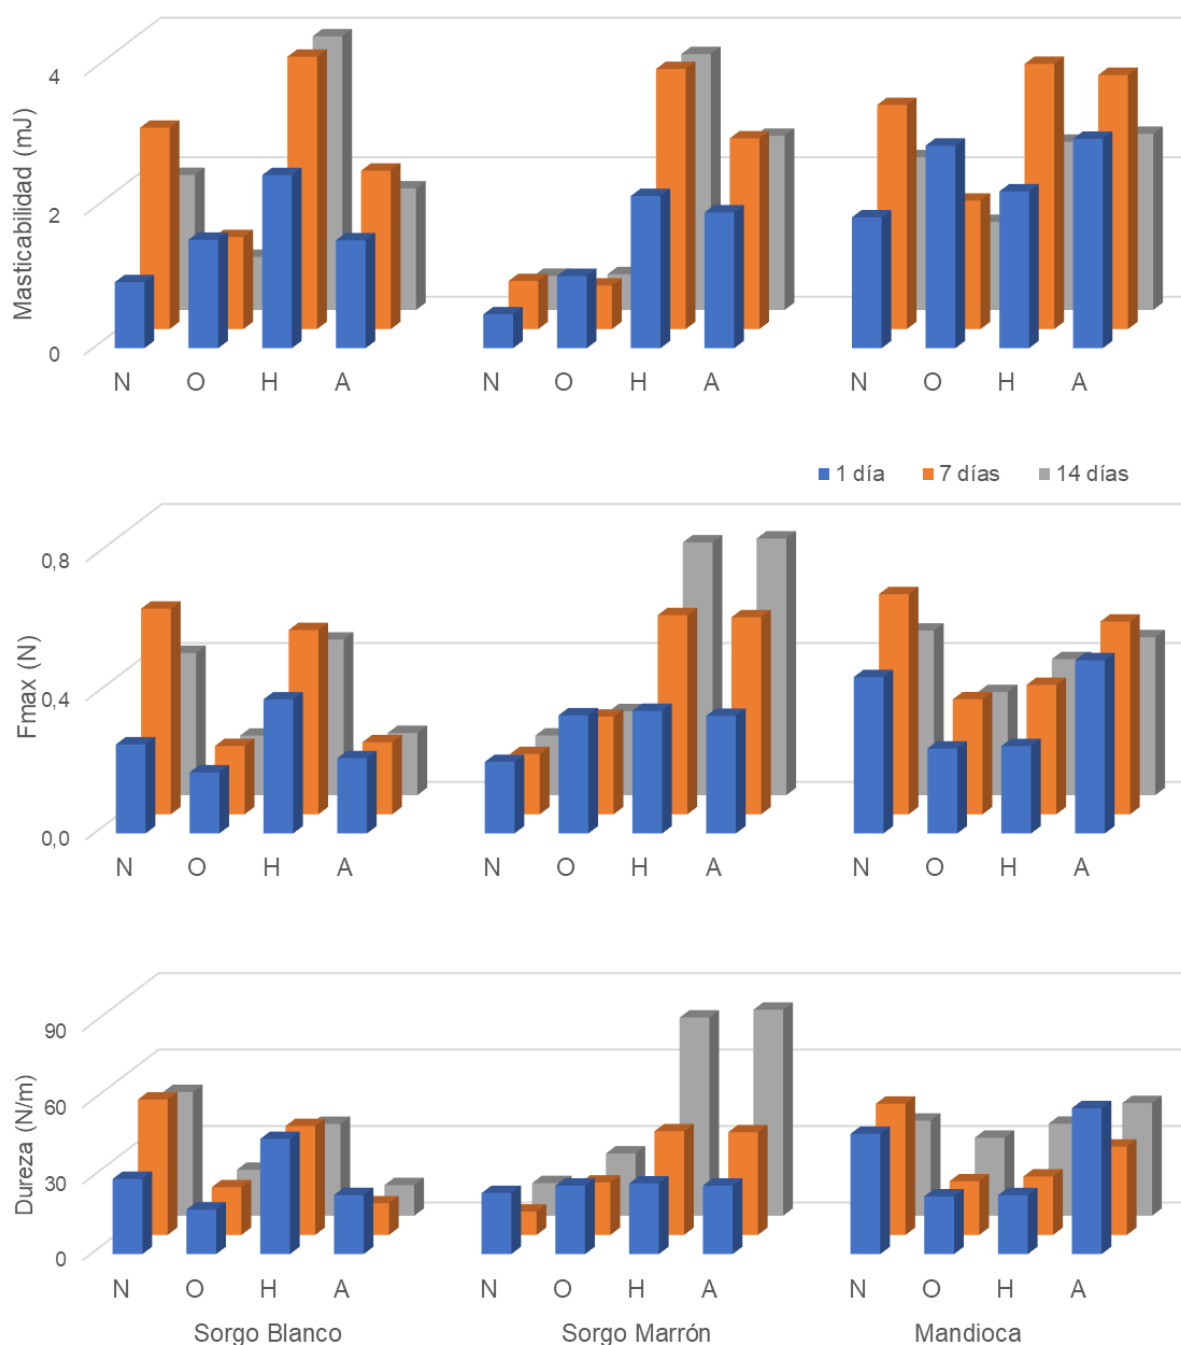 Masticabilidad (mJ)
4
2
0
N O H A N O H A N O H A
1 día 7 días 14 días
Fmax (N)
0,8
0,4
0,0
N O H A N O H A N O H A
Dureza (N/m)
90
60
30
0
N O H A N O H A N O H A
Sorgo Blanco Sorgo Marrón Mandioca